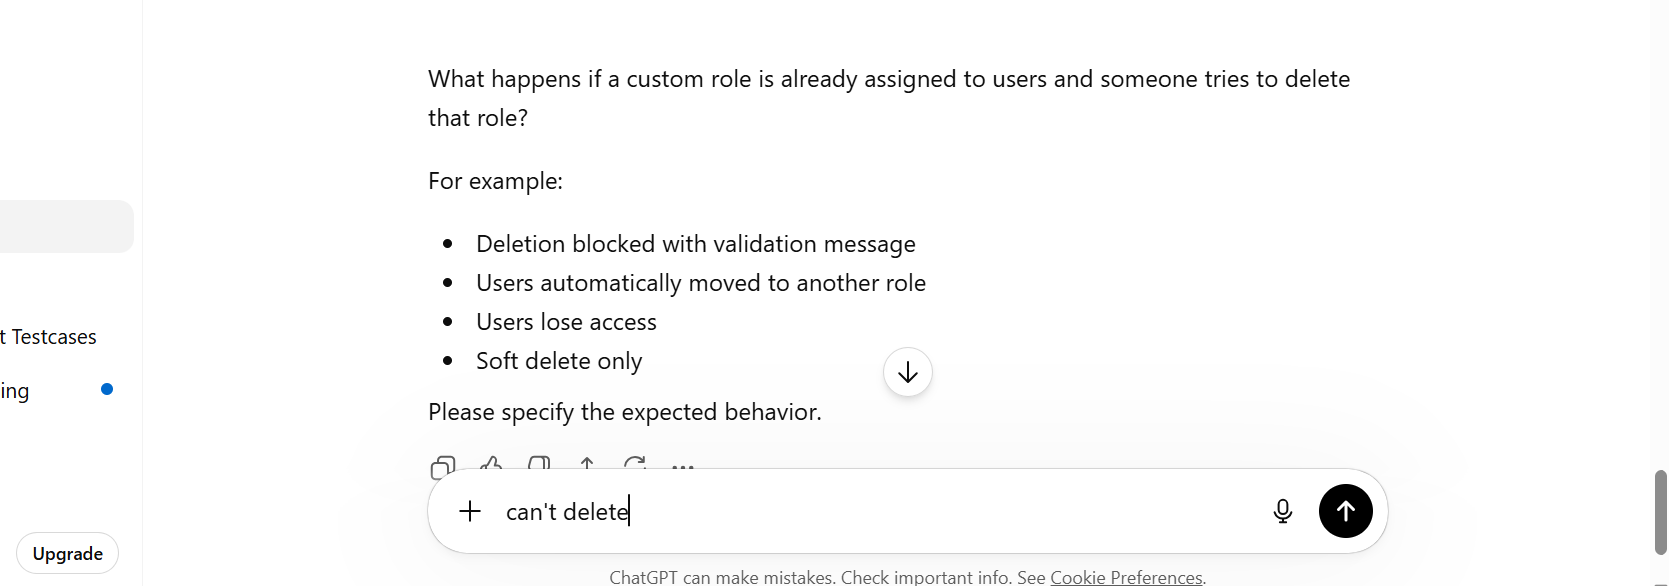 What happens if a custom role is already assigned to users and someone tries to delete
that role?
For example:
Deletion blocked with validation message
Users automatically moved to another role
Users lose access
Soft delete only
Please specify the expected behavior.
t Testcases
ing
can't delete
Upgrade
ChatGPT can make mistakes. Check important info. See Cookie Preferences.